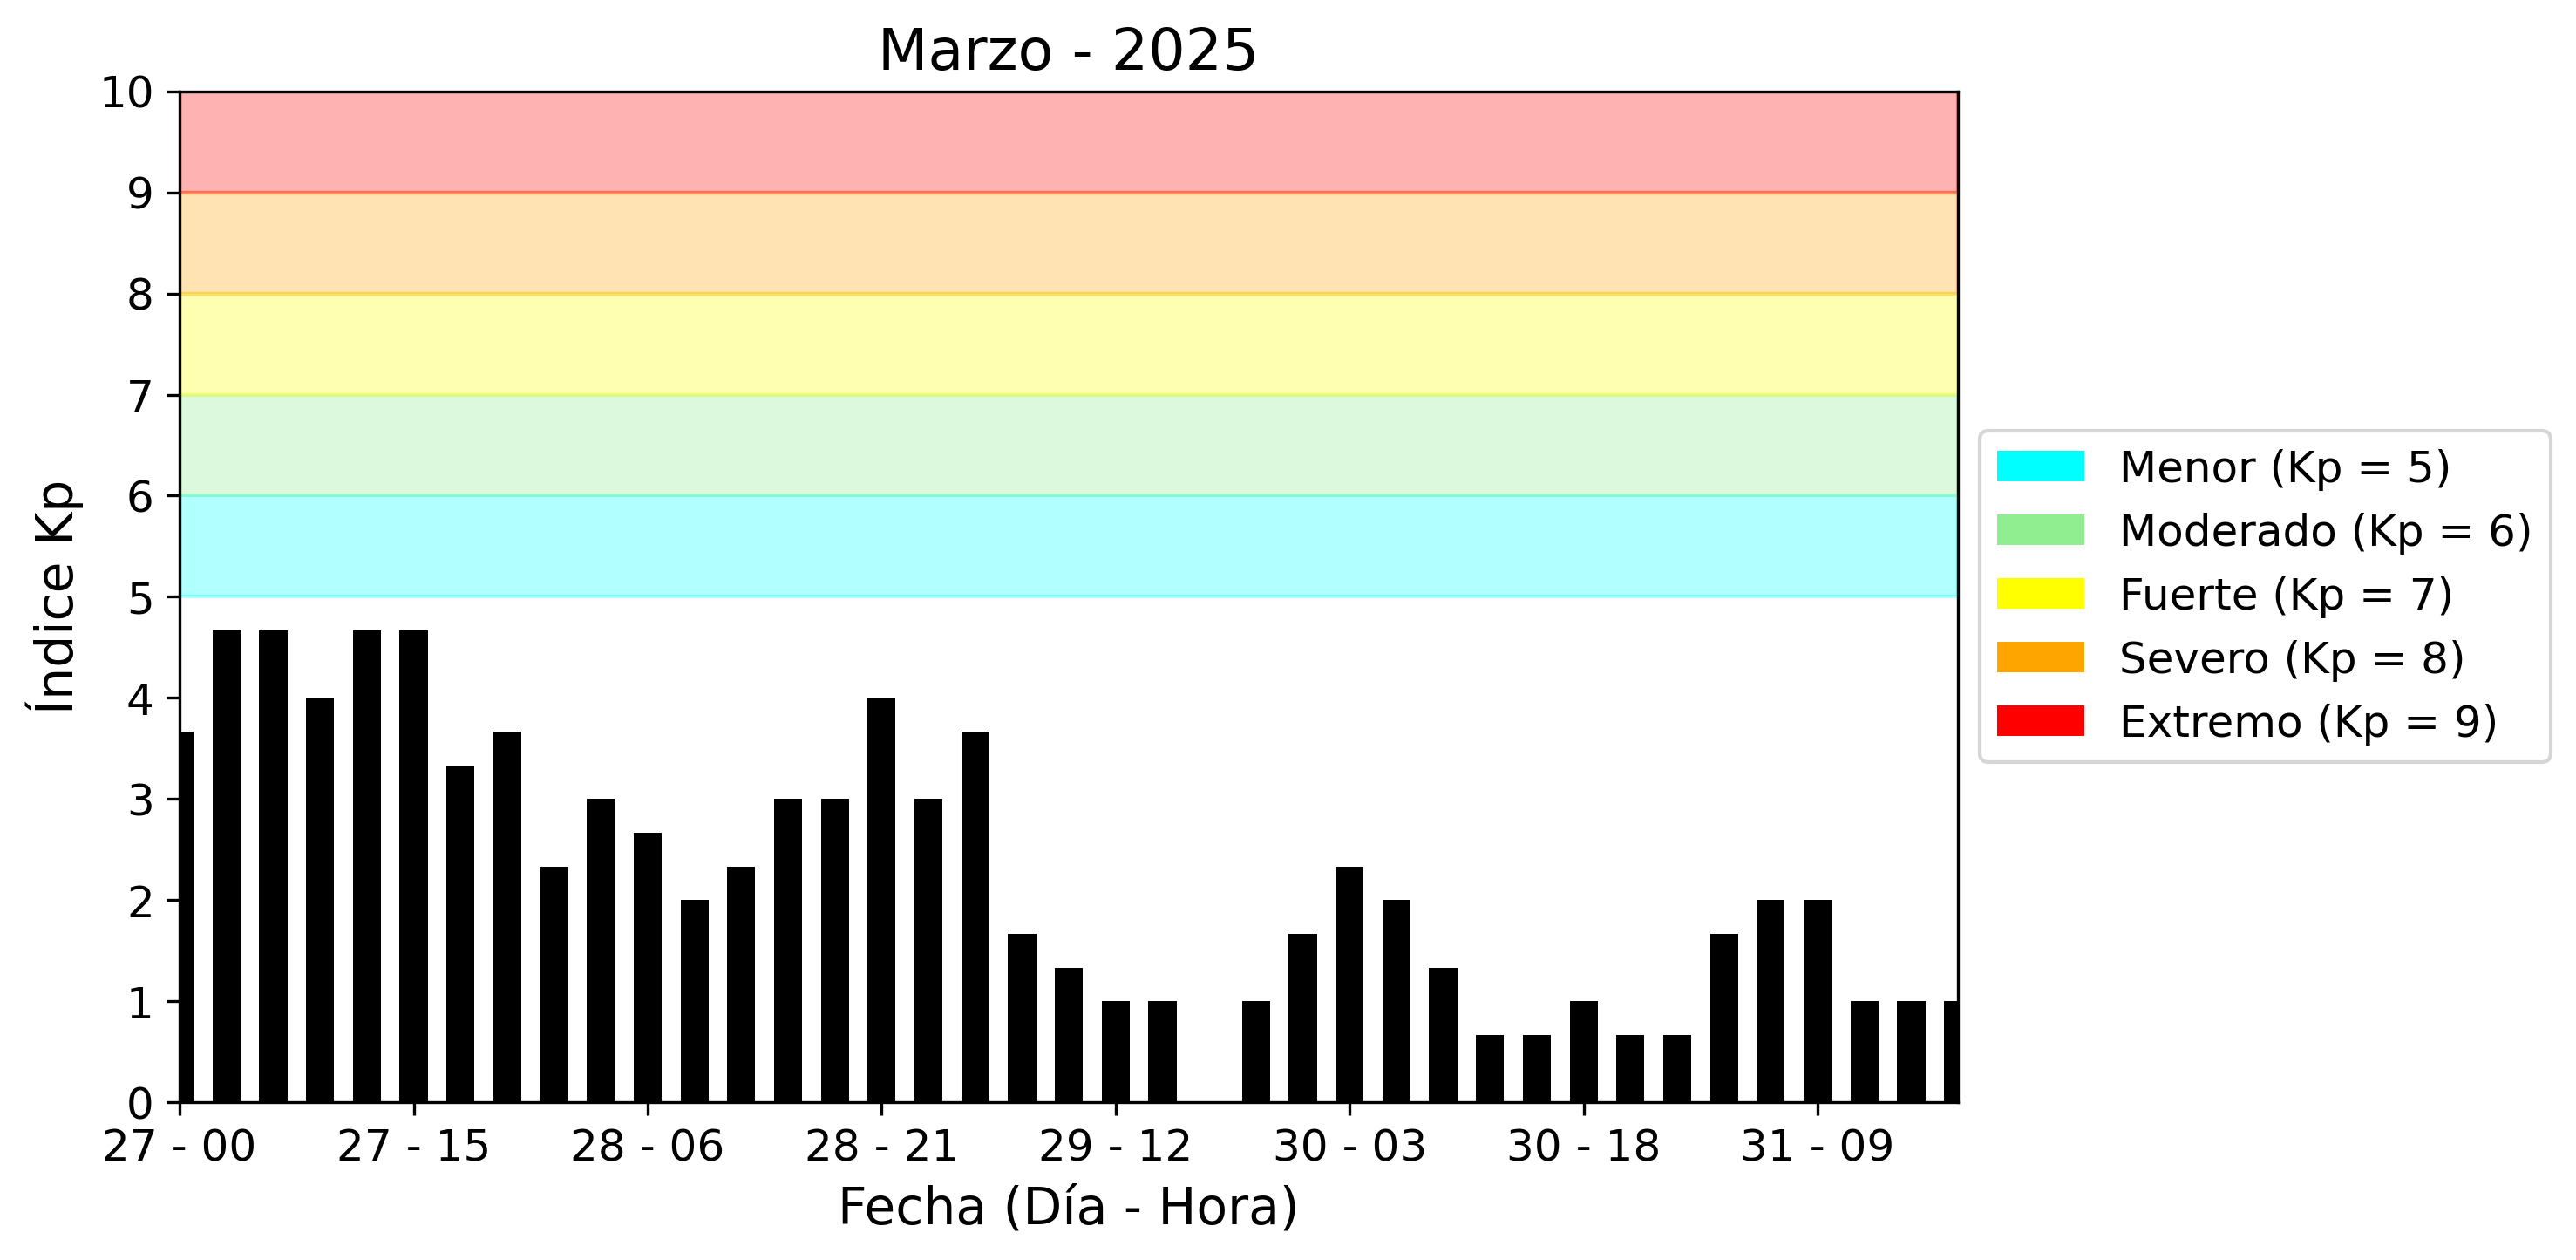 Marzo - 2025
Índice Kp
10
9
8
7
6
5
4
3
2
1
0
27 - 00
27 - 15
28 - 06
28 - 21
29 - 12
30 - 03
30 - 18
31 - 09
Fecha (Día - Hora)
Menor (Kp = 5)
Moderado (Kp = 6)
Fuerte (Kp = 7)
Severo (Kp = 8)
Extremo (Kp = 9)